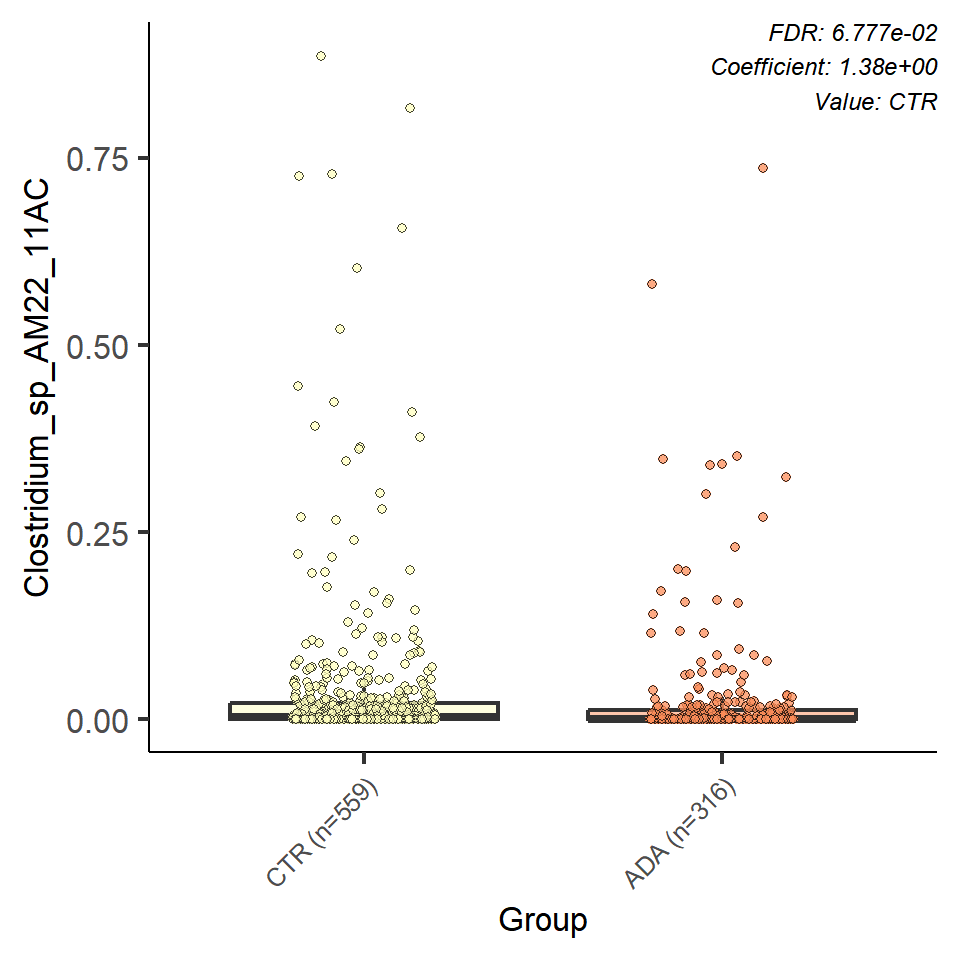 FDR: 6.777e-02
Coefficient: 1.38e+00
Value: CTR
Clostridium_sp_AM22_11AC
0.75
0.50
0.25
0.00
CTR (n=559)
ADA (n=316)
Group